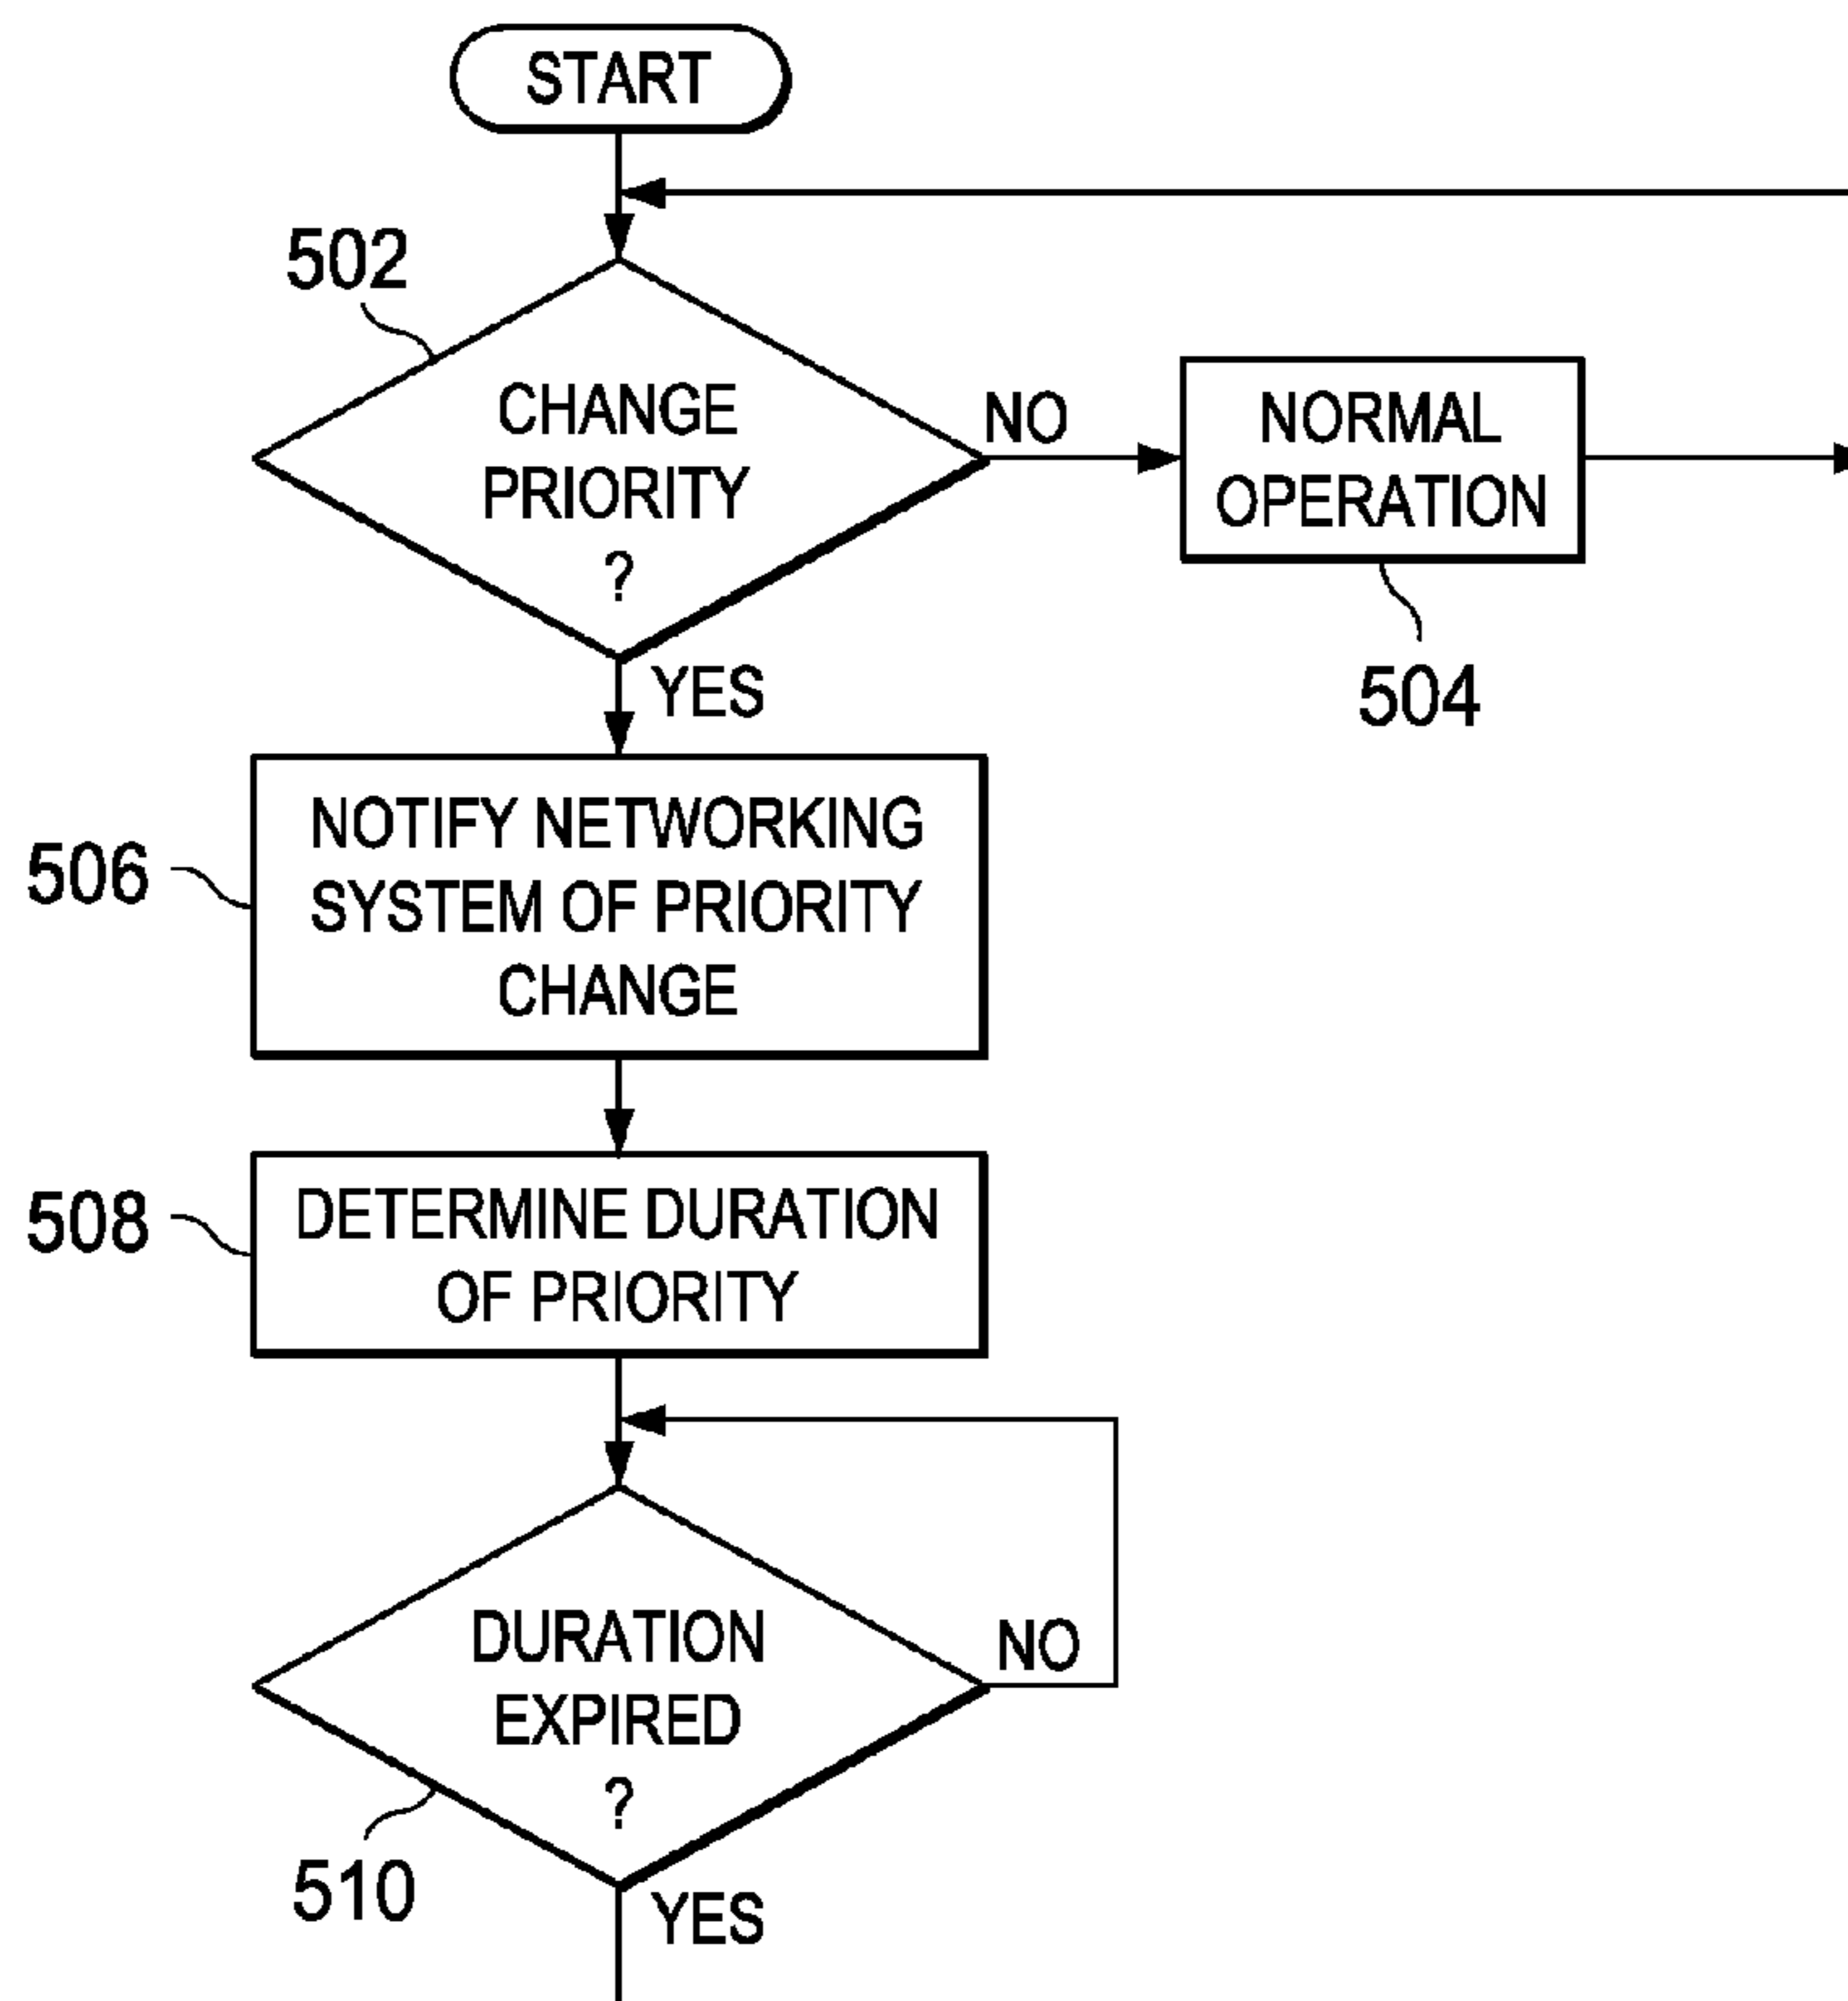 START
502
CHANGE
PRIORITY
?
NO
NORMAL
OPERATION
504
YES
506
NOTIFY NETWORKING
SYSTEM OF PRIORITY
CHANGE
508
DETERMINE DURATION
OF PRIORITY
DURATION
EXPIRED
?
NO
510
YES